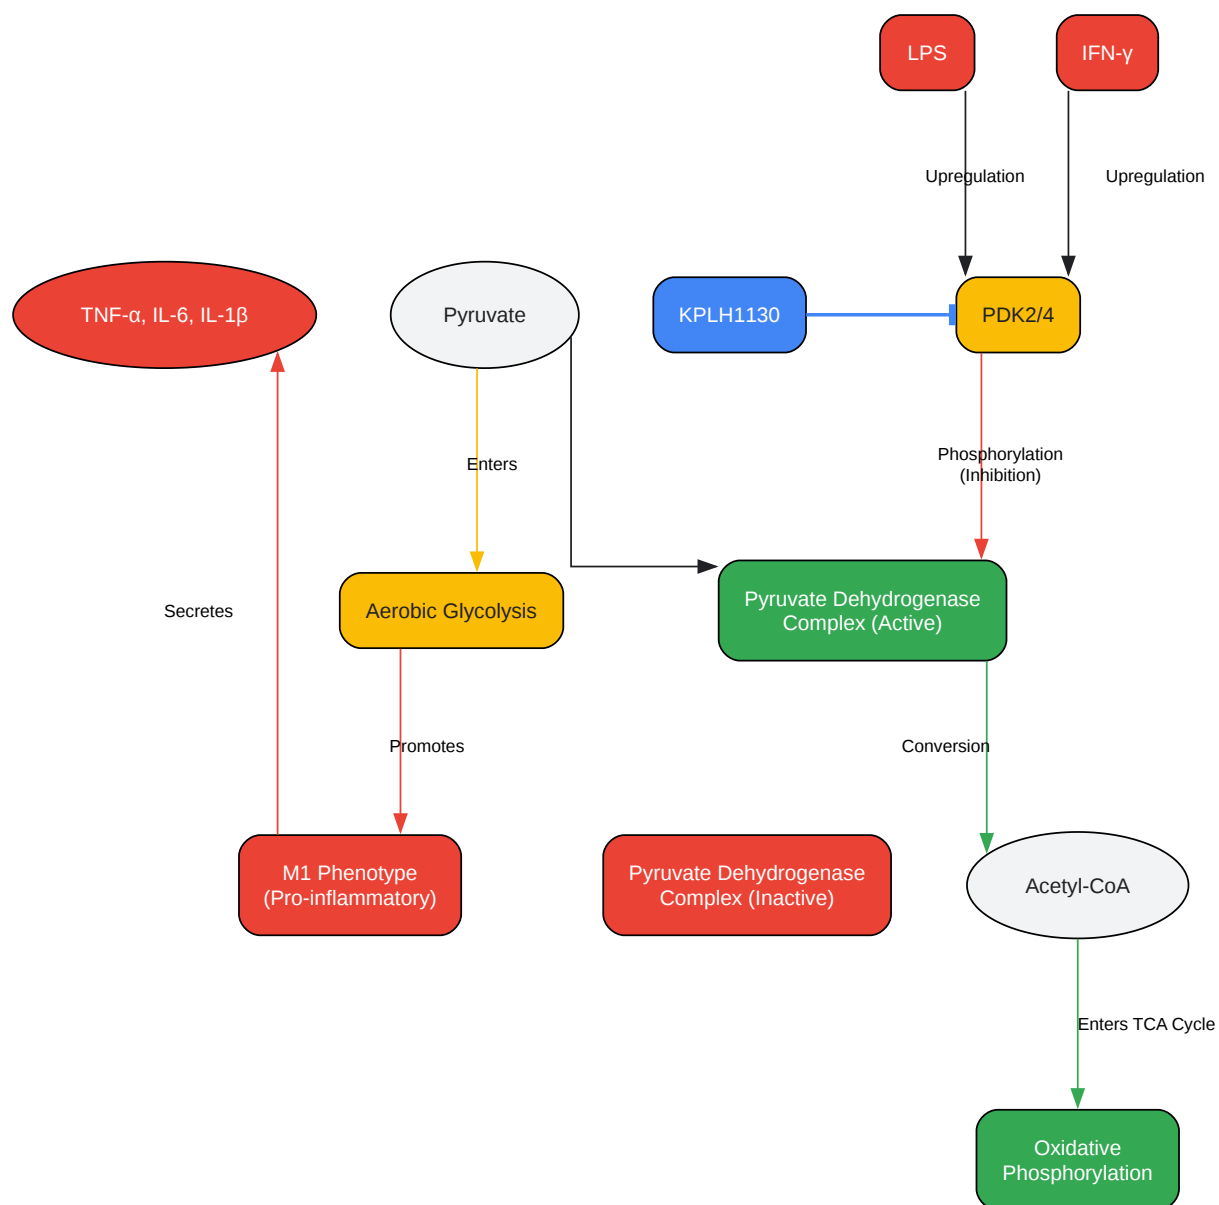 LPS
IFN-γ
Upregulation
Upregulation
TNF-α, IL-6, IL-1β
Pyruvate
KPLH1130
PDK2/4
Enters
Phosphorylation
(Inhibition)
Secretes
Aerobic Glycolysis
Pyruvate Dehydrogenase
Complex (Active)
Promotes
Conversion
M1 Phenotype
(Pro-inflammatory)
Pyruvate Dehydrogenase
Complex (Inactive)
Acetyl-CoA
Enters TCA Cycle
Oxidative
Phosphorylation